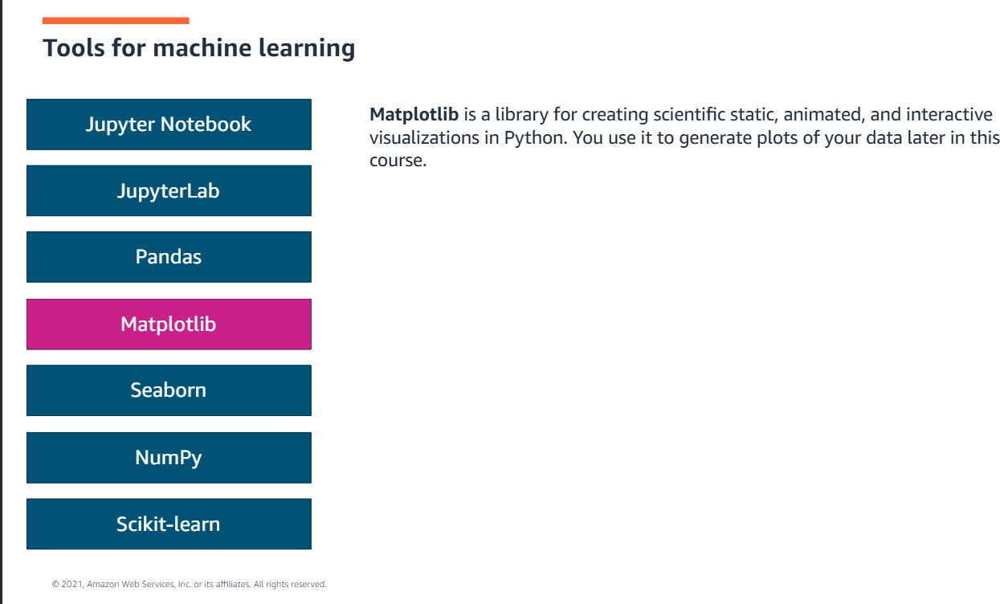 Tools for machine learning
Jupyter Notebook
JupyterLab
Pandas
Matplotlib
Seaborn
NumPy
Scikit-learn
Matplotlib is a library for creating scientific static, animated, and interactive
visualizations in Python. You use it to generate plots of your data later in this
course.
© 2021, Amazon Web Services, Inc. or its affiliates. All rights reserved.